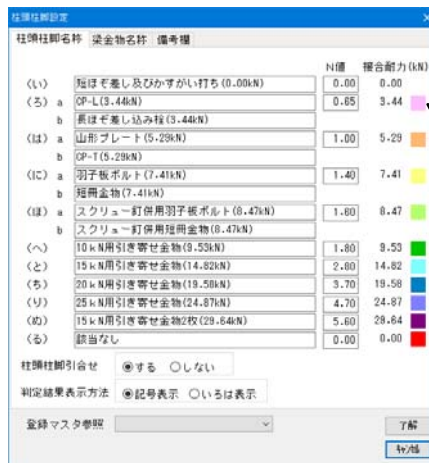 柱頭柱脚設定
柱頭柱脚名称 梁金物名称 備考欄
N値 接合耐力(kN)
(い) 短ほぞ差し及びかすがい打ち(0.00kN) 0.00 0.00
(ろ) a CP-L(3.44kN) 0.65 3.44
b 長ほぞ差し込み栓(3.44kN)
(は) a 山形プレート(5.29kN) 1.00 5.29
b CP-T(5.29kN)
(に) a 羽子板ボルト(7.41kN) 1.40 7.41
b 短冊金物(7.41kN)
(ほ) a スクリュー釘併用羽子板ボルト(8.47kN) 1.60 8.47
b スクリュー釘併用短冊金物(8.47kN)
(へ) 10kN用引き寄せ金物(9.53kN) 1.80 9.53
(と) 15kN用引き寄せ金物(14.82kN) 2.80 14.82
(ち) 20kN用引き寄せ金物(19.58kN) 3.70 19.58
(り) 25kN用引き寄せ金物(24.87kN) 4.70 24.87
(ぬ) 15kN用引き寄せ金物2枚(29.64kN) 5.60 29.64
(る) 該当なし 0.00 0.00
柱頭柱脚引合せ する しない
判定結果表示方法 記号表示 いろは表示
登録マスタ参照 了解
ｷｬﾝｾﾙ